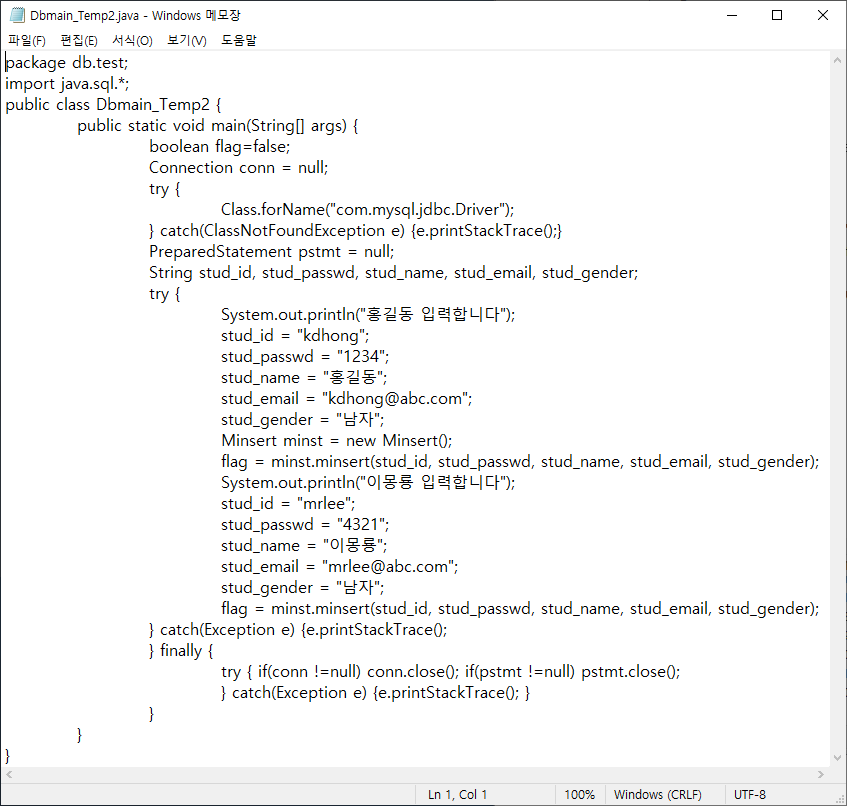 Dbmain_Temp2.java - Windows 메모장
파일(F) 편집(E) 서식(O) 보기(V) 도움말
package db.test;
import java.sql.*;
public class Dbmain_Temp2 {
public static void main(String[] args) {
boolean flag=false;
Connection conn = null;
try {
Class.forName("com.mysql.jdbc.Driver");
} catch(ClassNotFoundException e) {e.printStackTrace();}
PreparedStatement pstmt = null;
String stud_id, stud_passwd, stud_name, stud_email, stud_gender;
try {
System.out.println("홍길동 입력합니다");
stud_id = "kdhong";
stud_passwd = "1234";
stud_name = "홍길동";
stud_email = "kdhong@abc.com";
stud_gender = "남자";
Minsert minst = new Minsert();
flag = minst.minsert(stud_id, stud_passwd, stud_name, stud_email, stud_gender);
System.out.println("이몽룡 입력합니다");
stud_id = "mrlee";
stud_passwd = "4321";
stud_name = "이몽룡";
stud_email = "mrlee@abc.com";
stud_gender = "남자";
flag = minst.minsert(stud_id, stud_passwd, stud_name, stud_email, stud_gender);
} catch(Exception e) {e.printStackTrace();
} finally {
try { if(conn !=null) conn.close(); if(pstmt !=null) pstmt.close();
} catch(Exception e) {e.printStackTrace(); }
}
}
}
Ln 1, Col 1 100% Windows (CRLF) UTF-8